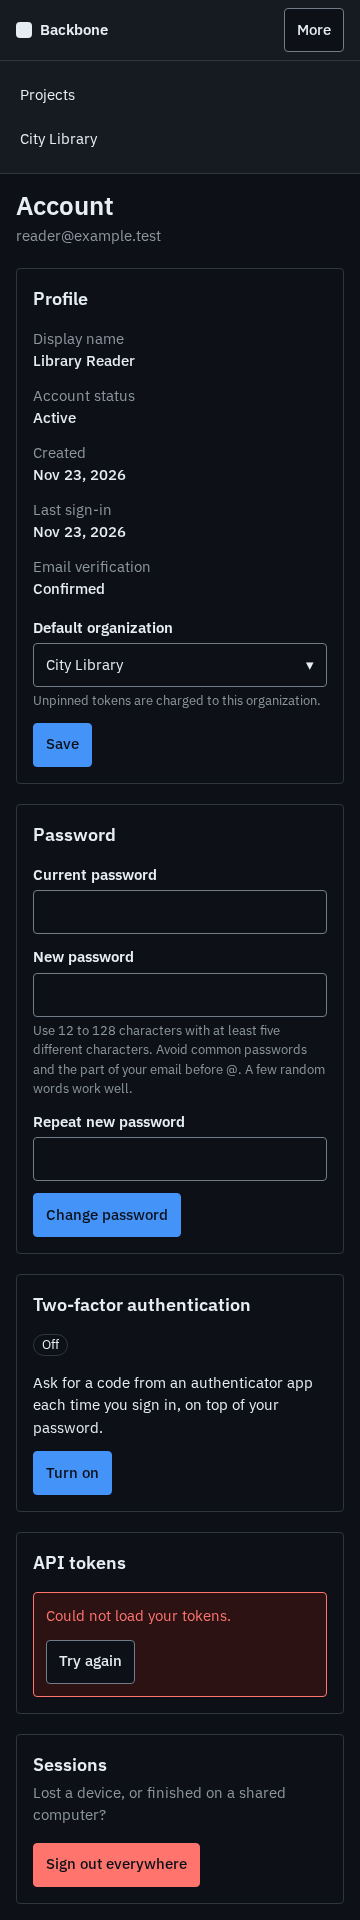 Backbone
More
Projects
City Library
Account
reader@example.test
Profile
Display name
Library Reader
Account status
Active
Created
Nov 23, 2026
Last sign-in
Nov 23, 2026
Email verification
Confirmed
Default organization
City Library ▾
Unpinned tokens are charged to this organization.
Save
Password
Current password
New password
Use 12 to 128 characters with at least five
different characters. Avoid common passwords
and the part of your email before @. A few random
words work well.
Repeat new password
Change password
Two-factor authentication
Off
Ask for a code from an authenticator app
each time you sign in, on top of your
password.
Turn on
API tokens
Could not load your tokens.
Try again
Sessions
Lost a device, or finished on a shared
computer?
Sign out everywhere